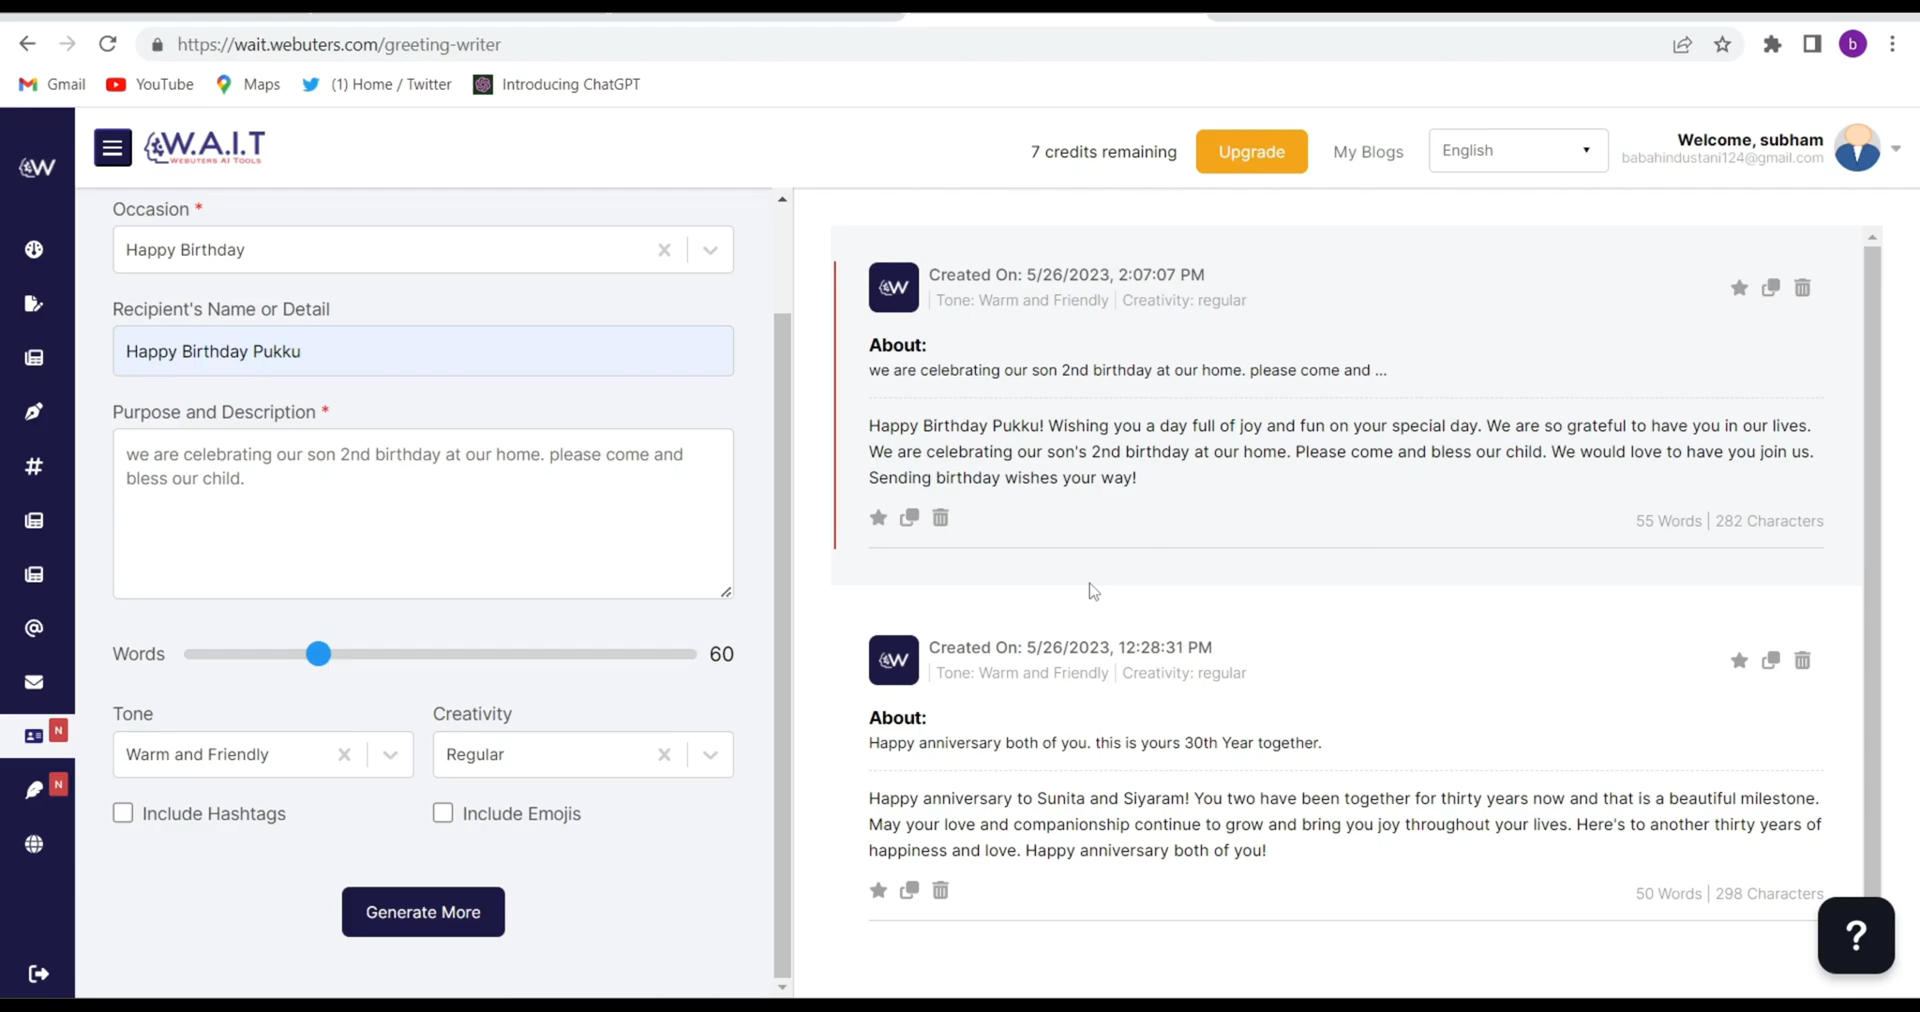 https://wait.webuters.com/greeting-writer
b
Gmail
YouTube
Maps
(1) Home / Twitter
Introducing ChatGPT
W
W.A.I.T
WEBUTERS AI TOOLS
7 credits remaining
Upgrade
My Blogs
English
Welcome, subham
babahindustani124@gmail.com
Occasion *
Happy Birthday
Recipient's Name or Detail
Happy Birthday Pukku
Purpose and Description *
we are celebrating our son 2nd birthday at our home. please come and
bless our child.
Words
60
Tone
Creativity
Warm and Friendly
Regular
Include Hashtags
Include Emojis
Generate More
N
N
W
Created On: 5/26/2023, 2:07:07 PM
Tone: Warm and Friendly | Creativity: regular
About:
we are celebrating our son 2nd birthday at our home. please come and ...
Happy Birthday Pukku! Wishing you a day full of joy and fun on your special day. We are so grateful to have you in our lives.
We are celebrating our son's 2nd birthday at our home. Please come and bless our child. We would love to have you join us.
Sending birthday wishes your way!
55 Words | 282 Characters
W
Created On: 5/26/2023, 12:28:31 PM
Tone: Warm and Friendly | Creativity: regular
About:
Happy anniversary both of you. this is yours 30th Year together.
Happy anniversary to Sunita and Siyaram! You two have been together for thirty years now and that is a beautiful milestone.
May your love and companionship continue to grow and bring you joy throughout your lives. Here's to another thirty years of
happiness and love. Happy anniversary both of you!
50 Words | 298 Characters
?